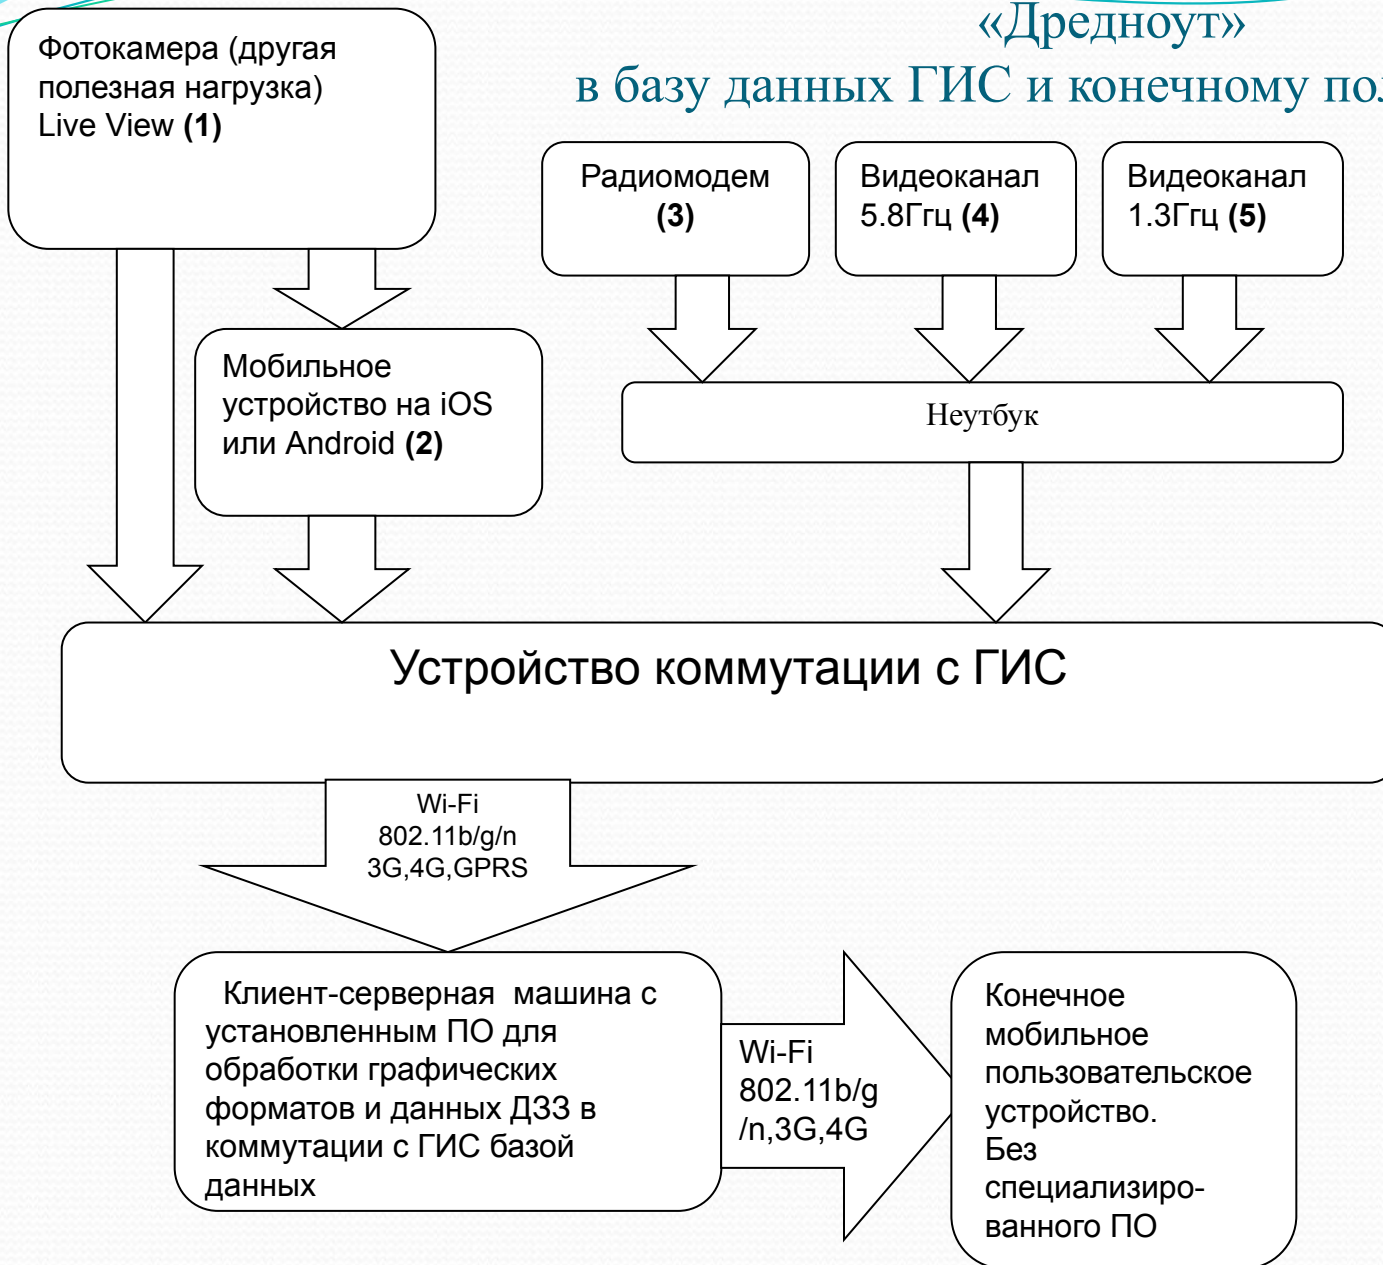 «Дредноут»
в базу данных ГИС и конечному
Фотокамера (другая
полезная нагрузка)
Live View (1)
Радиомодем
(3)
Видеоканал
5.8Ггц (4)
Видеоканал
1.3Ггц (5)
Мобильное
устройство на iOS
или Android (2)
Неутбук
Устройство коммутации с ГИС
Wi-Fi
802.11b/g/n
3G,4G,GPRS
Клиент-серверная машина с
установленным ПО для
обработки графических
форматов и данных ДЗЗ в
коммутации с ГИС базой
данных
Wi-Fi
802.11b/g
/n,3G,4G
Конечное
мобильное
пользовательское
устройство.
Без
специализиро-
ванного ПО